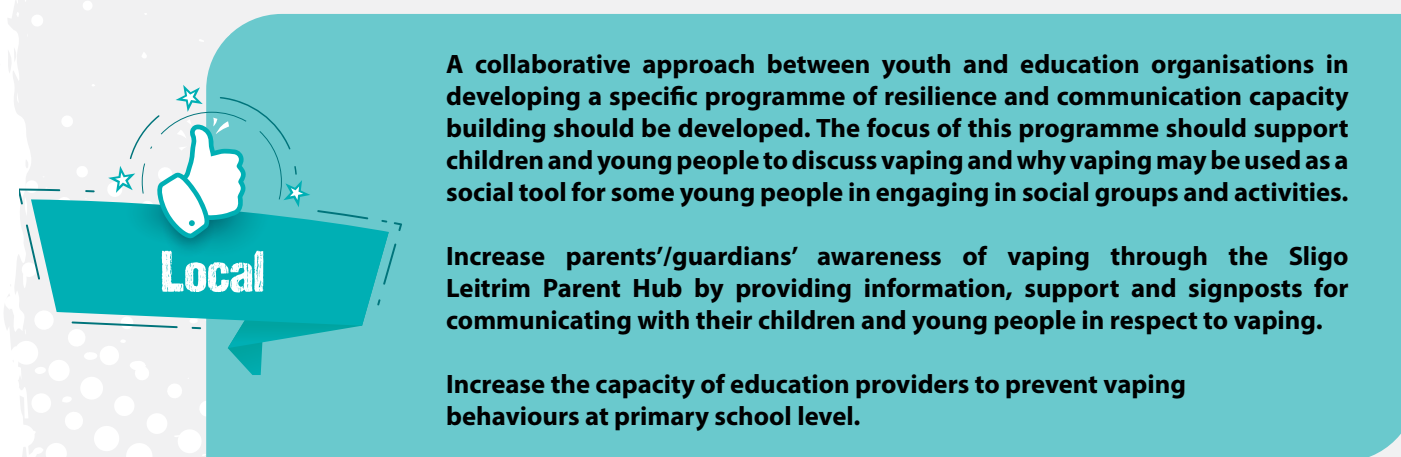 Local
A collaborative approach between youth and education organisations in
developing a specific programme of resilience and communication capacity
building should be developed. The focus of this programme should support
children and young people to discuss vaping and why vaping may be used as a
social tool for some young people in engaging in social groups and activities.
Increase parents’/guardians’ awareness of vaping through the Sligo
Leitrim Parent Hub by providing information, support and signposts for
communicating with their children and young people in respect to vaping.
Increase the capacity of education providers to prevent vaping
behaviours at primary school level.